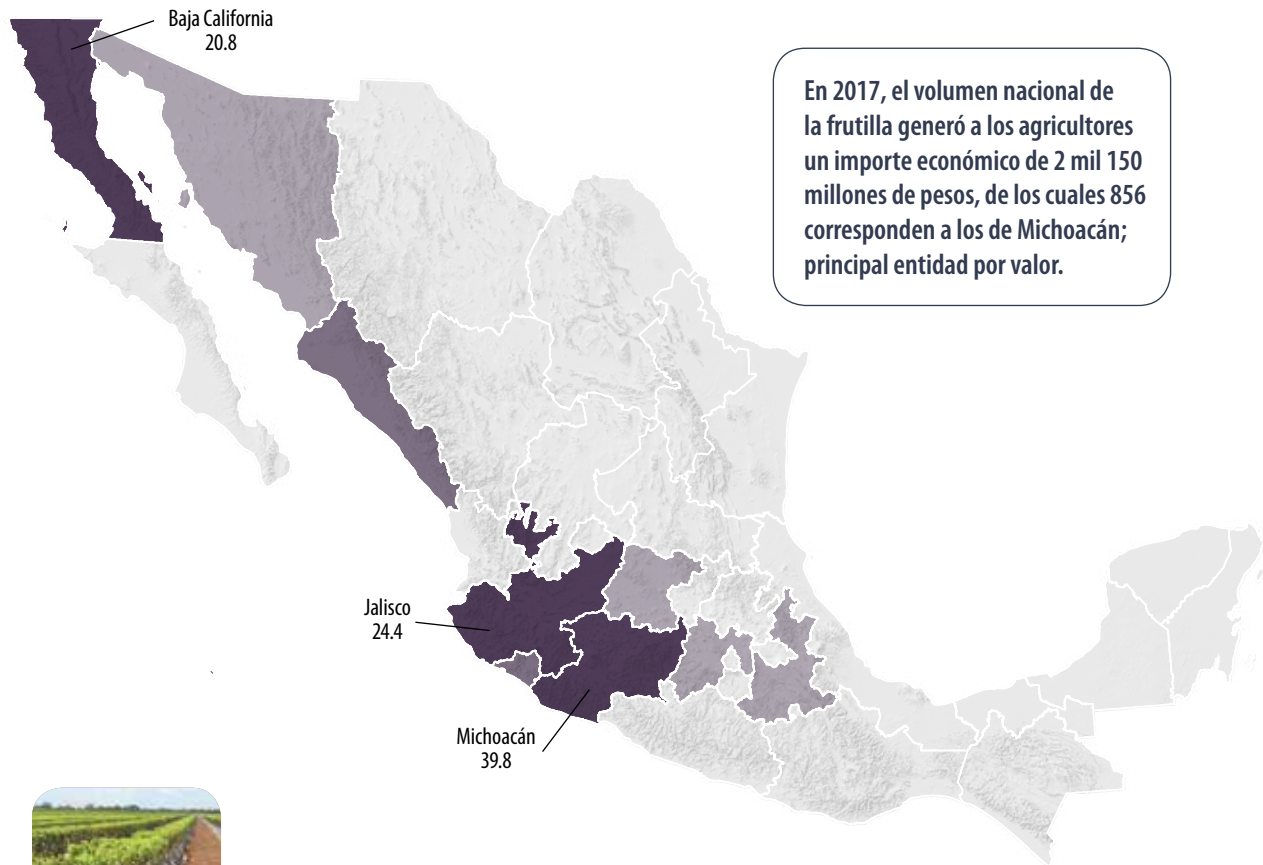 Baja California
20.8
En 2017, el volumen nacional de
la frutilla generó a los agricultores
un importe económico de 2 mil 150
millones de pesos, de los cuales 856
corresponden a los de Michoacán;
principal entidad por valor.
Jalisco
24.4
Michoacán
39.8